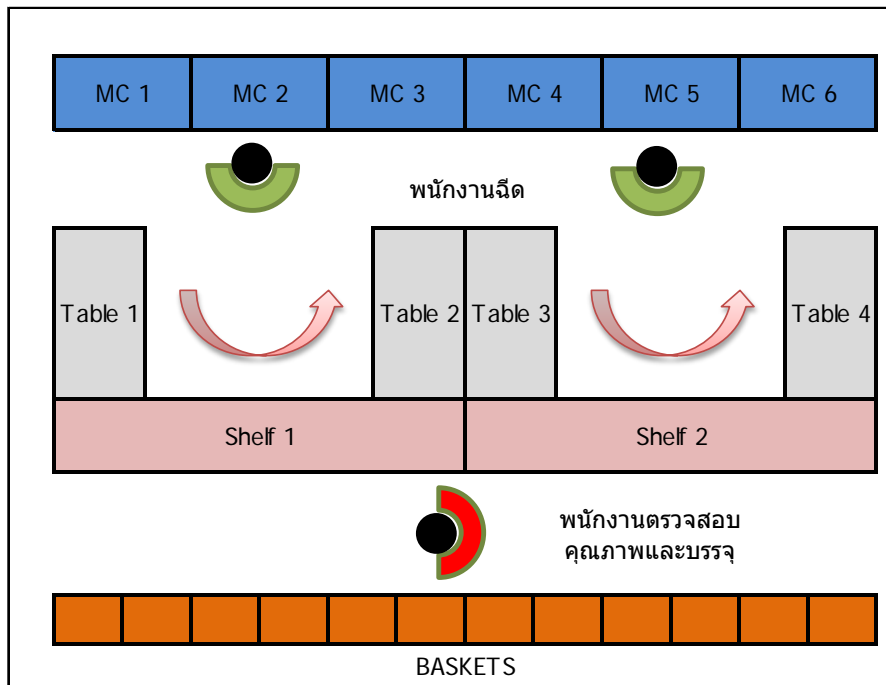 MC 1 MC 2 MC 3 MC 4 MC 5 MC 6
พนักงานฉีด
Table 1 Table 2 Table 3 Table 4
Shelf 1 Shelf 2
พนักงานตรวจสอบ
คุณภาพและบรรจุ
BASKETS